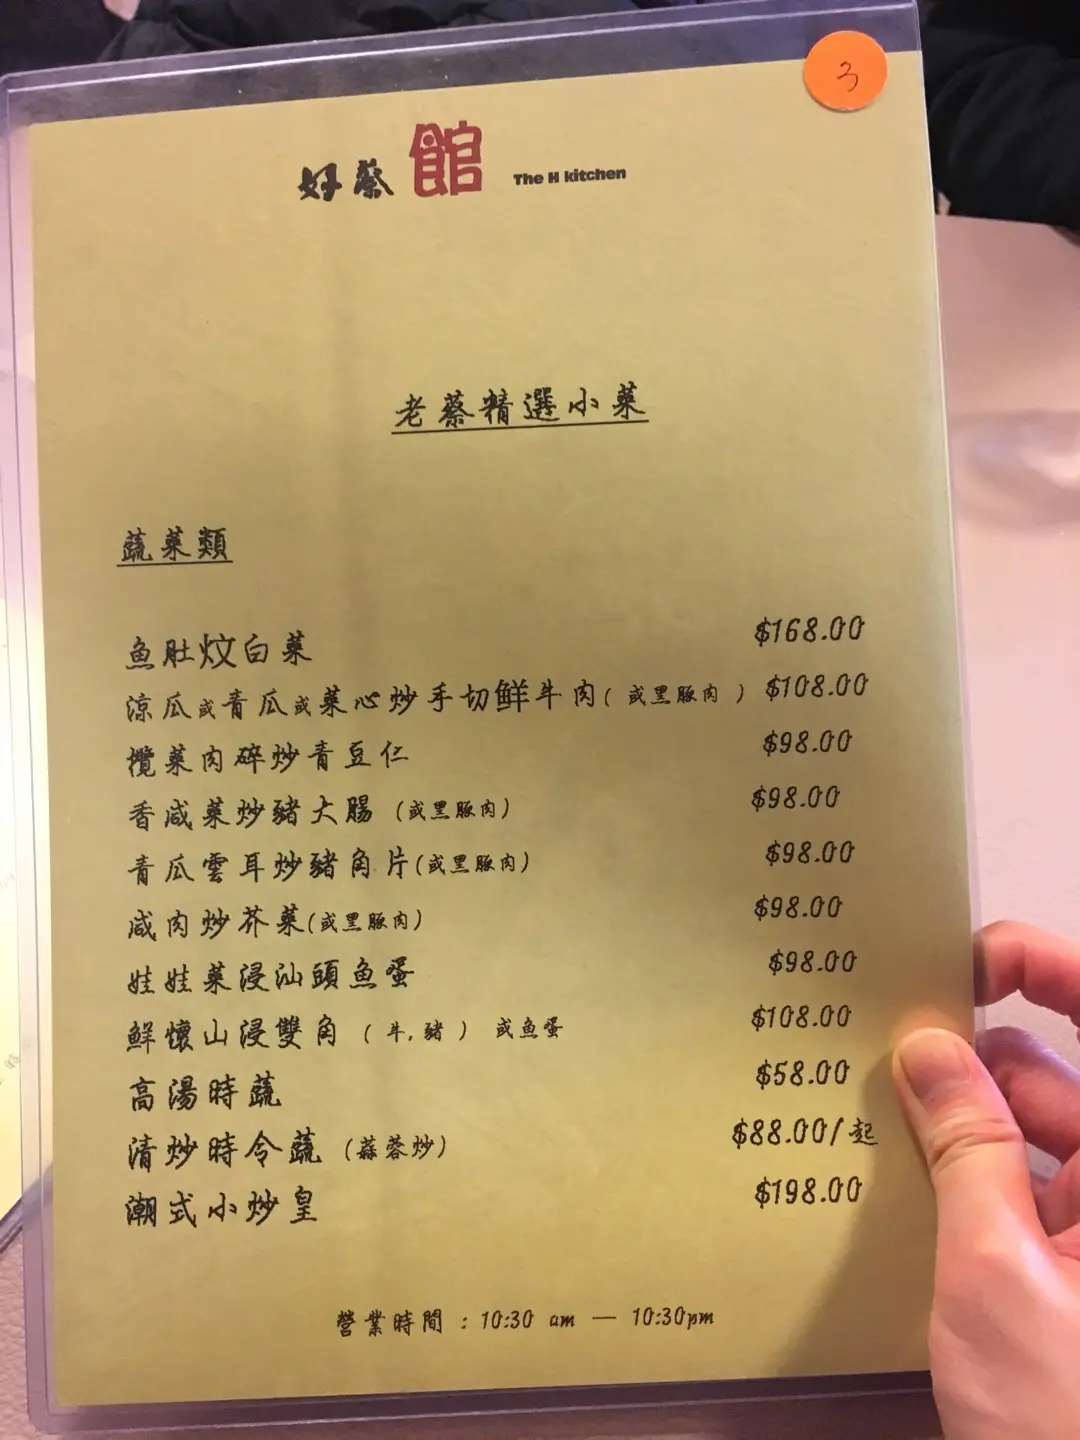 3
好蔡館 The H kitchen
老蔡精選小菜
蔬菜類
魚肚炆白菜 $168.00
涼瓜或青瓜或菜心炒手切鮮牛肉( 或黑豚肉 ) $108.00
欖菜肉碎炒青豆仁 $98.00
香咸菜炒豬大腸 (或黑豚肉) $98.00
青瓜雲耳炒豬角片(或黑豚肉) $98.00
咸肉炒芥菜(或黑豚肉) $98.00
娃娃菜浸汕頭魚蛋 $98.00
鮮懷山浸雙角 ( 牛,豬 ) 或魚蛋 $108.00
高湯時蔬 $58.00
清炒時令蔬 (蒜蓉炒) $88.00/起
潮式小炒皇 $198.00
營業時間 : 10:30 am — 10:30pm